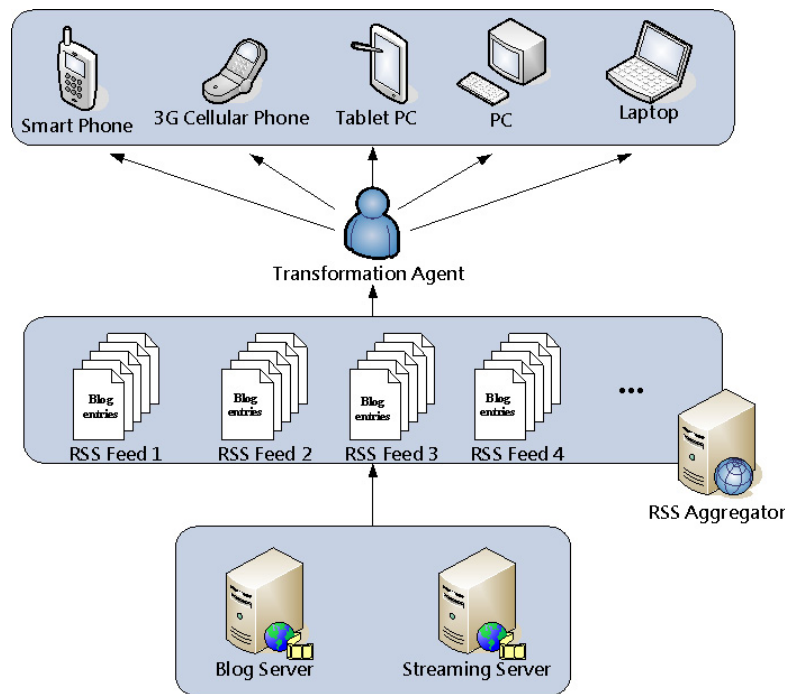 Smart Phone
3G Cellular Phone
Tablet PC
PC
Laptop
Transformation Agent
Blog
entries
Blog
entries
Blog
entries
Blog
entries
...
RSS Feed 1
RSS Feed 2
RSS Feed 3
RSS Feed 4
RSS Aggregator
Blog Server
Streaming Server